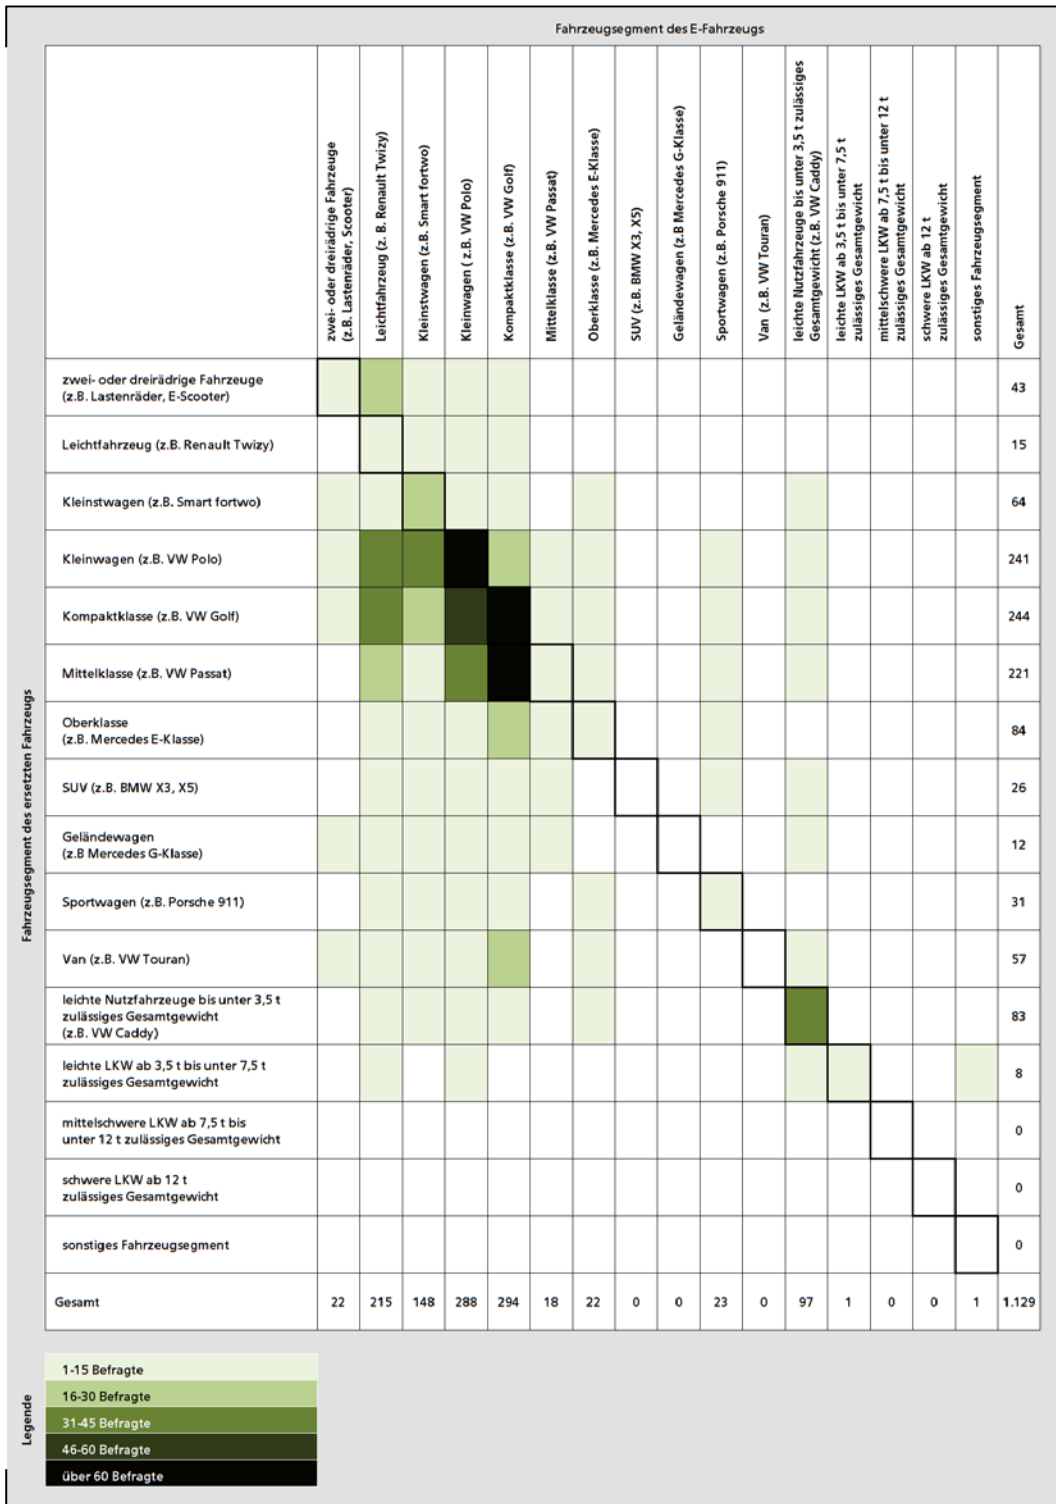 Fahrzeugsegment des E-Fahrzeugs
zwei- oder dreirädrige Fahrzeuge
(z.B. Lastenräder, Scooter)
Leichtfahrzeug (z. B. Renault Twizy)
Kleinstwagen (z.B. Smart fortwo)
Kleinwagen ( z.B. VW Polo)
Kompaktklasse (z.B. VW Golf)
Mittelklasse (z.B. VW Passat)
Oberklasse (z.B. Mercedes E-Klasse)
SUV (z.B. BMW X3, X5)
Geländewagen (z.B Mercedes G-Klasse)
Sportwagen (z.B. Porsche 911)
Van (z.B. VW Touran)
leichte Nutzfahrzeuge bis unter 3,5 t zulässiges
Gesamtgewicht (z.B. VW Caddy)
leichte LKW ab 3,5 t bis unter 7,5 t
zulässiges Gesamtgewicht
mittelschwere LKW ab 7,5 t bis unter 12 t
zulässiges Gesamtgewicht
schwere LKW ab 12 t
zulässiges Gesamtgewicht
sonstiges Fahrzeugsegment
Gesamt
Fahrzeugsegment des ersetzten Fahrzeugs
zwei- oder dreirädrige Fahrzeuge
(z.B. Lastenräder, E-Scooter)
43
Leichtfahrzeug (z.B. Renault Twizy)
15
Kleinstwagen (z.B. Smart fortwo)
64
Kleinwagen (z.B. VW Polo)
241
Kompaktklasse (z.B. VW Golf)
244
Mittelklasse (z.B. VW Passat)
221
Oberklasse
(z.B. Mercedes E-Klasse)
84
SUV (z.B. BMW X3, X5)
26
Geländewagen
(z.B Mercedes G-Klasse)
12
Sportwagen (z.B. Porsche 911)
31
Van (z.B. VW Touran)
57
leichte Nutzfahrzeuge bis unter 3,5 t
zulässiges Gesamtgewicht
(z.B. VW Caddy)
83
leichte LKW ab 3,5 t bis unter 7,5 t
zulässiges Gesamtgewicht
8
mittelschwere LKW ab 7,5 t bis
unter 12 t zulässiges Gesamtgewicht
0
schwere LKW ab 12 t
zulässiges Gesamtgewicht
0
sonstiges Fahrzeugsegment
0
Gesamt 22 215 148 288 294 18 22 0 0 23 0 97 1 0 0 1 1.129
Legende
1-15 Befragte
16-30 Befragte
31-45 Befragte
46-60 Befragte
über 60 Befragte